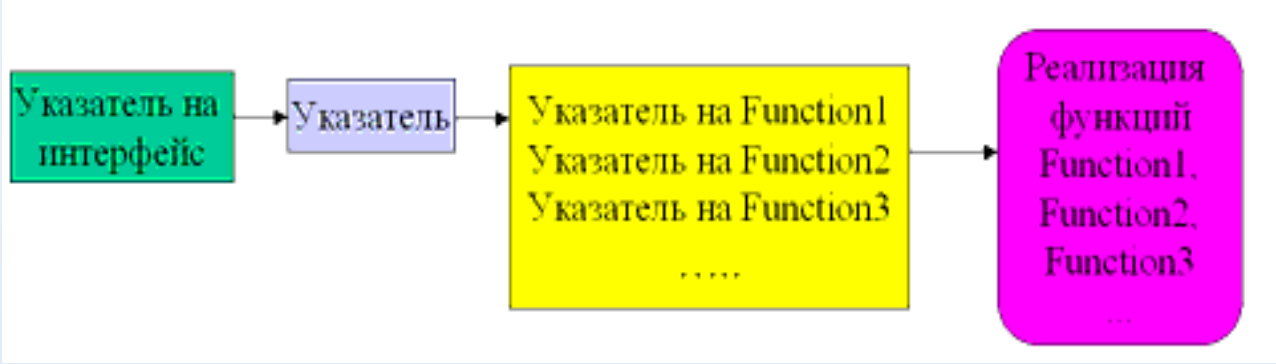 Указатель на
интерфейс
Указатель
Указатель на Function1
Указатель на Function2
Указатель на Function3
.....
Реализация
функций
Function1,
Function2,
Function3
...